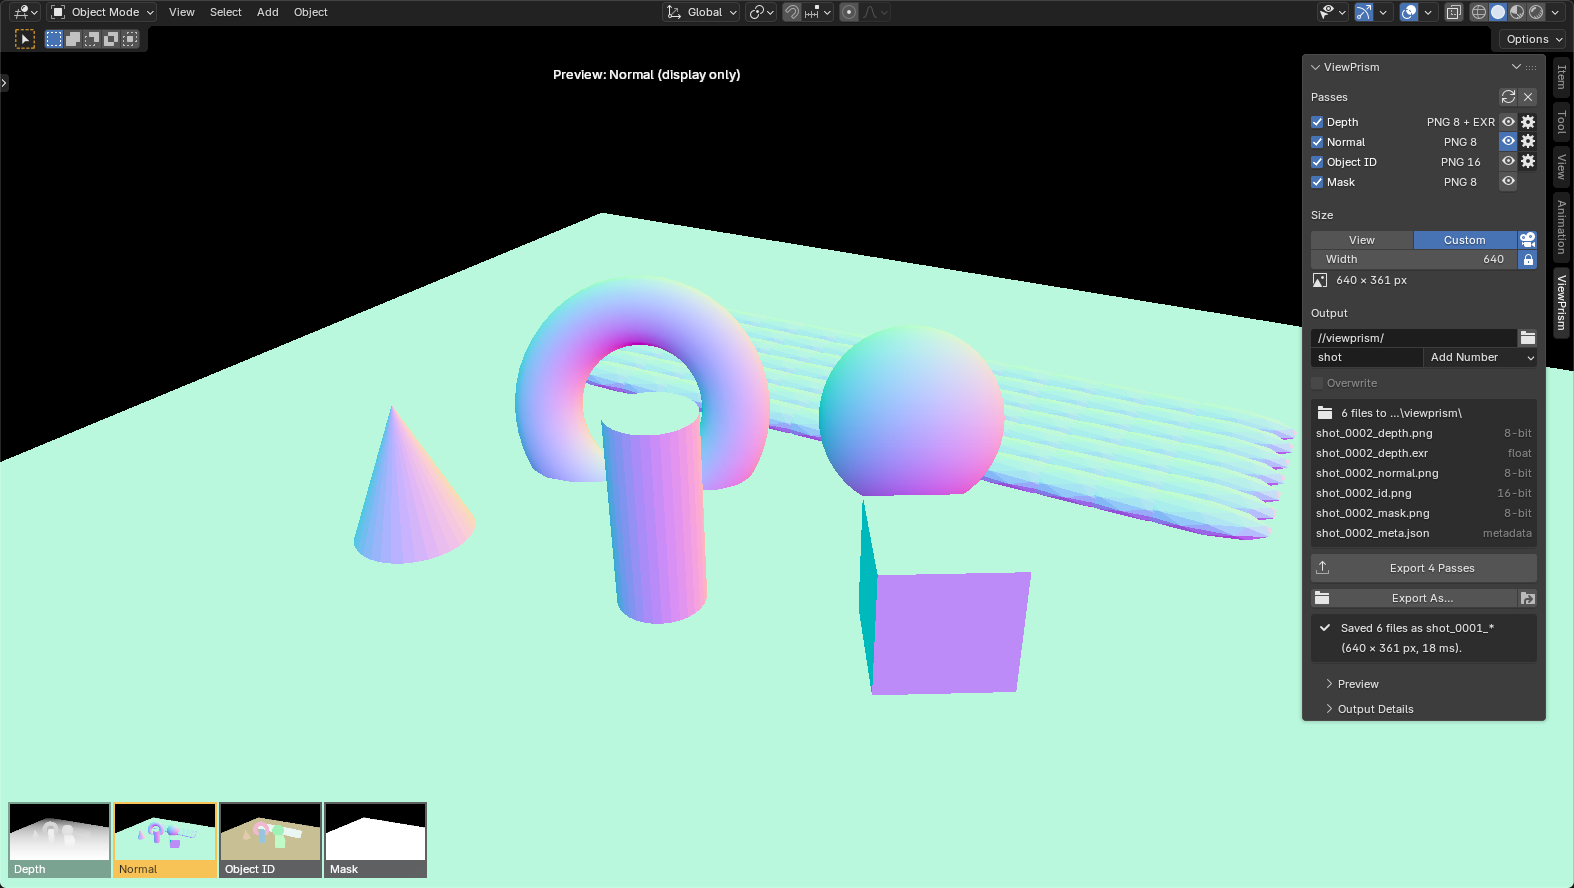 Object Mode View Select Add Object Global
Options
Preview: Normal (display only)
ViewPrism
Passes
Depth PNG 8 + EXR
Normal PNG 8
Object ID PNG 16
Mask PNG 8
Size
View Custom
Width 640
640 × 361 px
Output
//viewprism/
shot Add Number
Overwrite
6 files to ...\viewprism\
shot_0002_depth.png 8-bit
shot_0002_depth.exr float
shot_0002_normal.png 8-bit
shot_0002_id.png 16-bit
shot_0002_mask.png 8-bit
shot_0002_meta.json metadata
Export 4 Passes
Export As...
Saved 6 files as shot_0001_*
(640 × 361 px, 18 ms).
Preview
Output Details
Item
Tool
View
Animation
ViewPrism
Depth Normal Object ID Mask